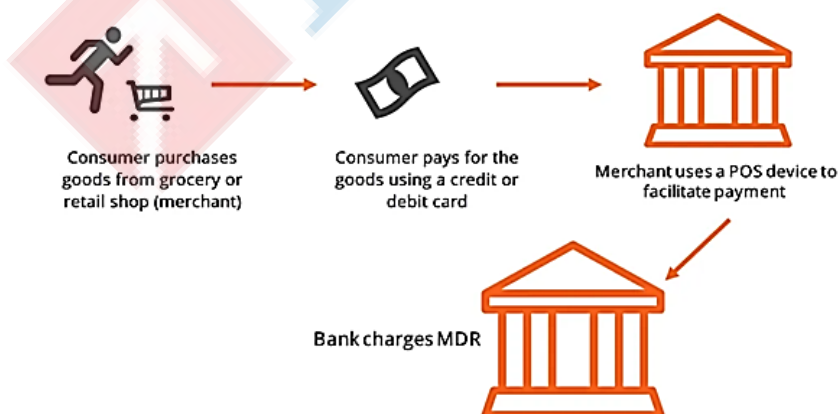 Consumer purchases
goods from grocery or
retail shop (merchant)
Consumer pays for the
goods using a credit or
debit card
Merchant uses a POS device to
facilitate payment
Bank charges MDR